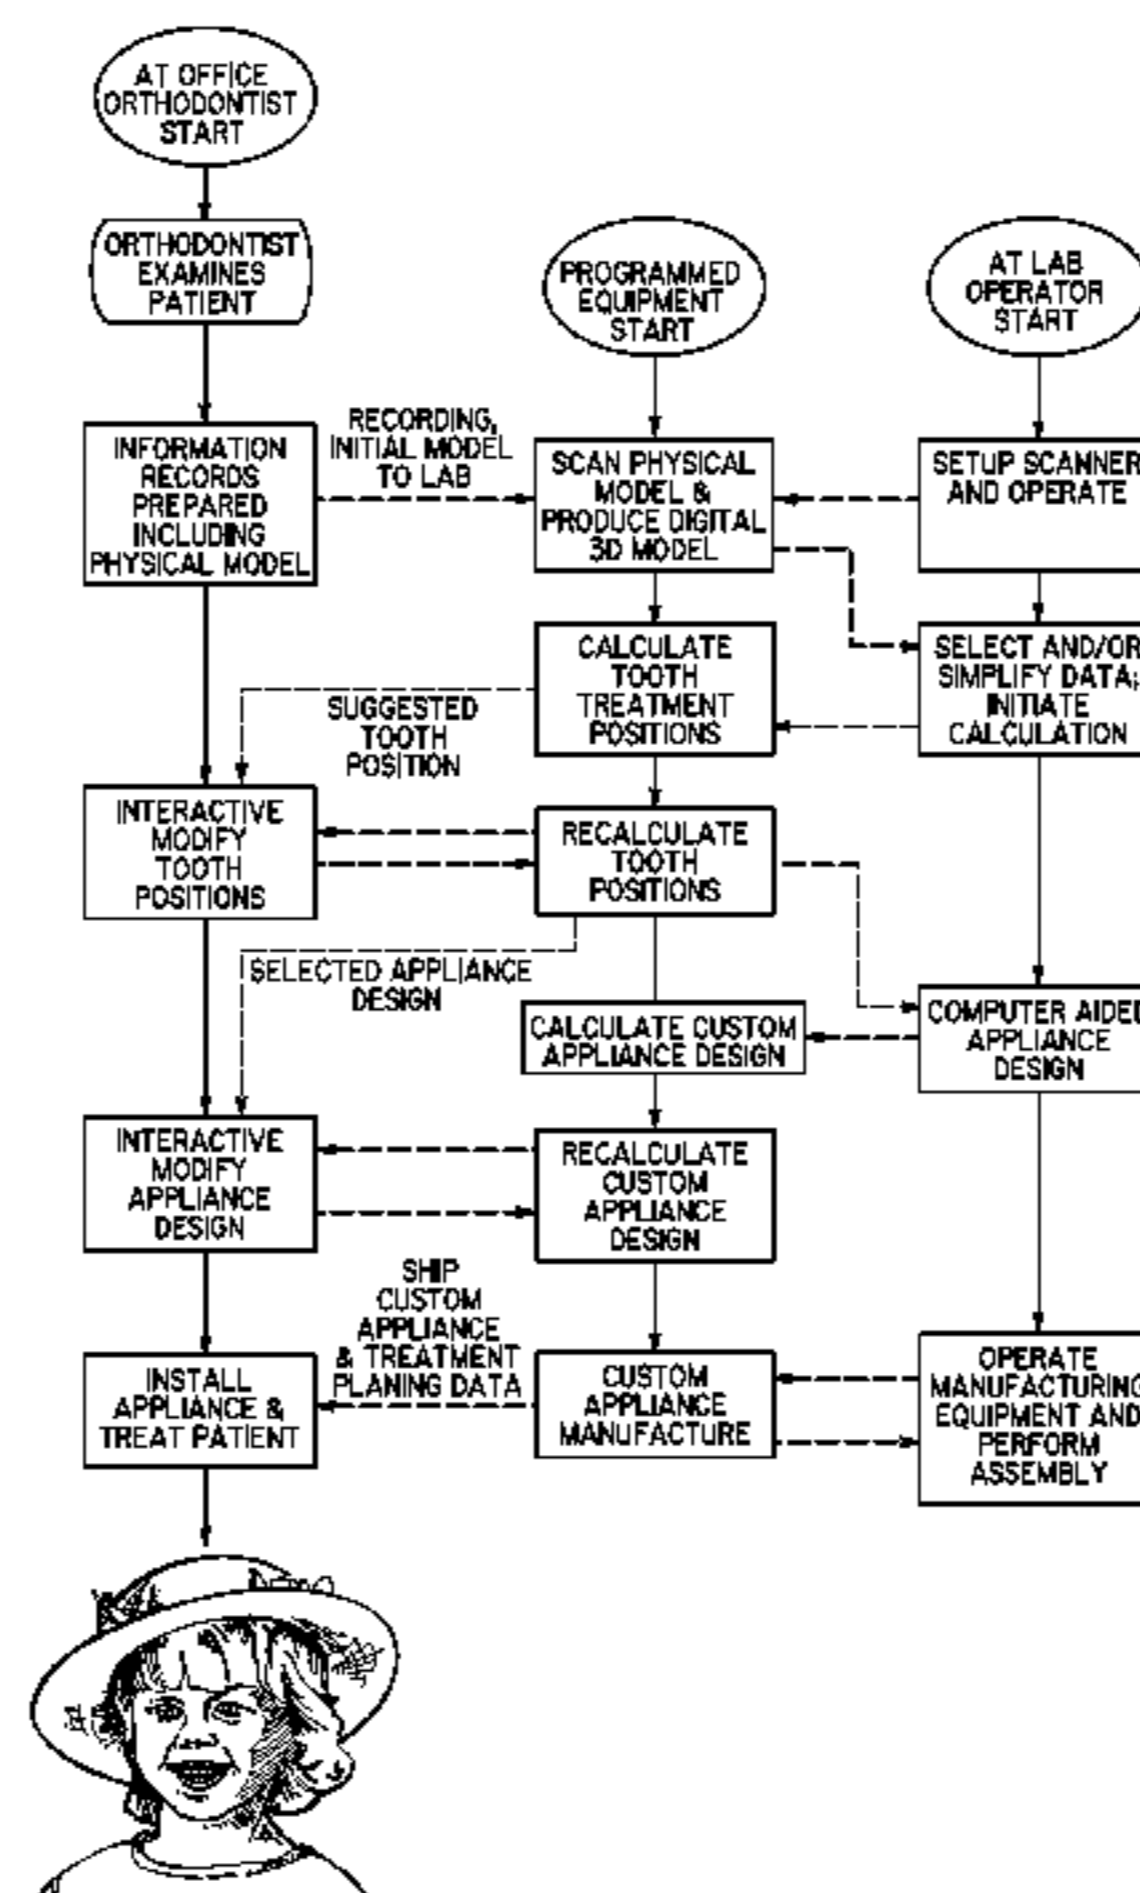 AT OFFICE
ORTHODONTIST
START
ORTHODONTIST
EXAMINES
PATIENT
PROGRAMMED
EQUIPMENT
START
AT LAB
OPERATOR
START
INFORMATION
RECORDS
PREPARED
INCLUDING
PHYSICAL MODEL
RECORDING,
INITIAL MODEL
TO LAB
SCAN PHYSICAL
MODEL &
PRODUCE DIGITAL
3D MODEL
SETUP SCANNER
AND OPERATE
CALCULATE
TOOTH
TREATMENT
POSITIONS
SELECT AND/OR
SIMPLIFY DATA;
INITIATE
CALCULATION
SUGGESTED
TOOTH
POSITION
INTERACTIVE
MODIFY
TOOTH
POSITIONS
RECALCULATE
TOOTH
POSITIONS
SELECTED APPLIANCE
DESIGN
CALCULATE CUSTOM
APPLIANCE DESIGN
COMPUTER AIDED
APPLIANCE
DESIGN
INTERACTIVE
MODIFY
APPLIANCE
DESIGN
RECALCULATE
CUSTOM
APPLIANCE
DESIGN
SHIP
CUSTOM
APPLIANCE
& TREATMENT
PLANING DATA
INSTALL
APPLIANCE &
TREAT PATIENT
CUSTOM
APPLIANCE
MANUFACTURE
OPERATE
MANUFACTURING
EQUIPMENT AND
PERFORM
ASSEMBLY